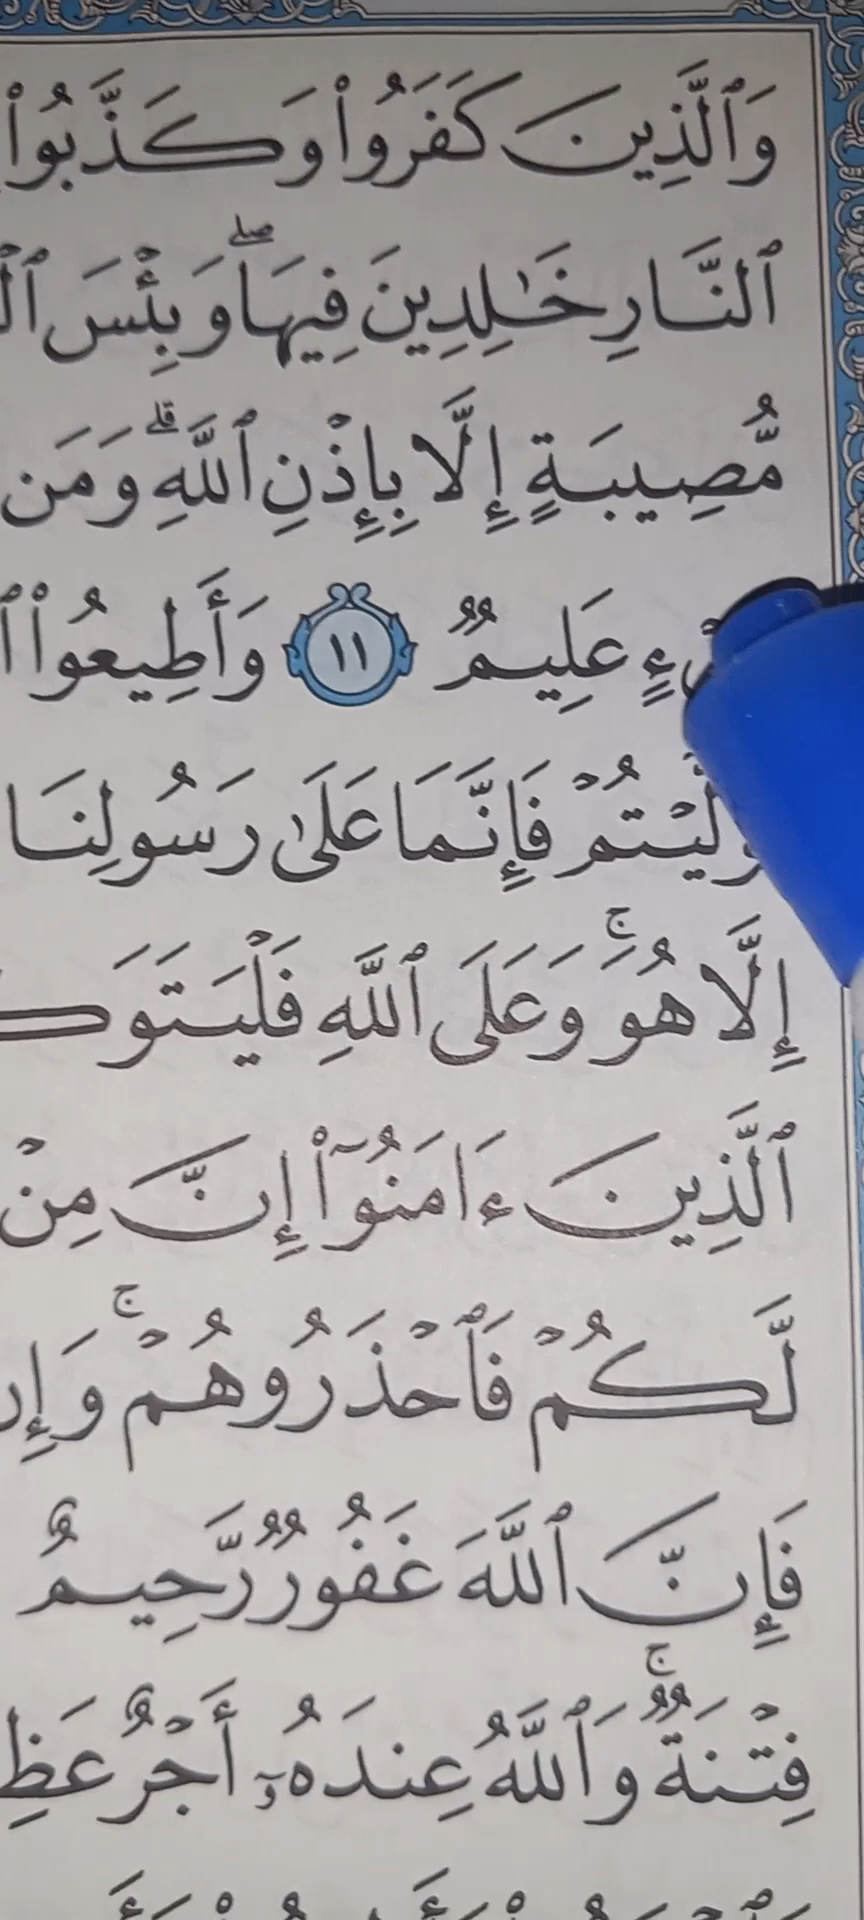 وَٱلَّذِينَ كَفَرُوا۟ وَكَذَّبُوا۟
ٱلنَّارِ خَـٰلِدِينَ فِيهَا ۖ وَبِئْسَ
مُّصِيبَةٍ إِلَّا بِإِذْنِ ٱللَّهِ ۗ وَمَن
عَلِيمٌ ١١ وَأَطِيعُوا۟
فَإِنَّمَا عَلَىٰ رَسُولِنَا
إِلَّا هُوَ ۚ وَعَلَى ٱللَّهِ
ٱلَّذِينَ ءَامَنُوٓا۟ إِنَّ مِنْ
لَّكُمْ فَٱحْذَرُوهُمْ ۚ
فَإِنَّ ٱللَّهَ غَفُورٌ رَّحِيمٌ
فِتْنَةٌ ۚ وَٱللَّهُ عِندَهُۥٓ أَجْرٌ